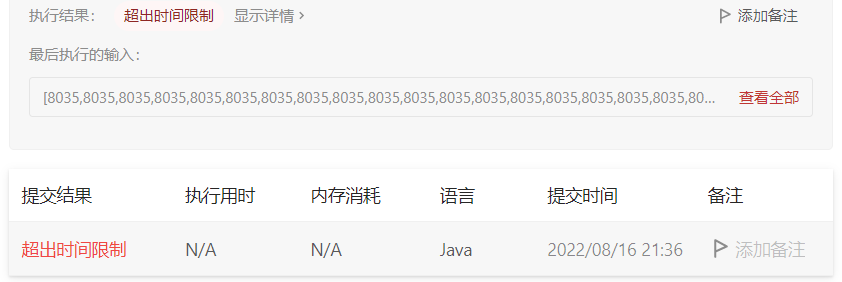 执行结果： 超出时间限制 显示详情 › 添加备注
最后执行的输入：
[8035,8035,8035,8035,8035,8035,8035,8035,8035,8035,8035,8035,8035,8035,8035,8035,8035,8035,80... 查看全部
提交结果 执行用时 内存消耗 语言 提交时间 备注
超出时间限制 N/A N/A Java 2022/08/16 21:36 添加备注